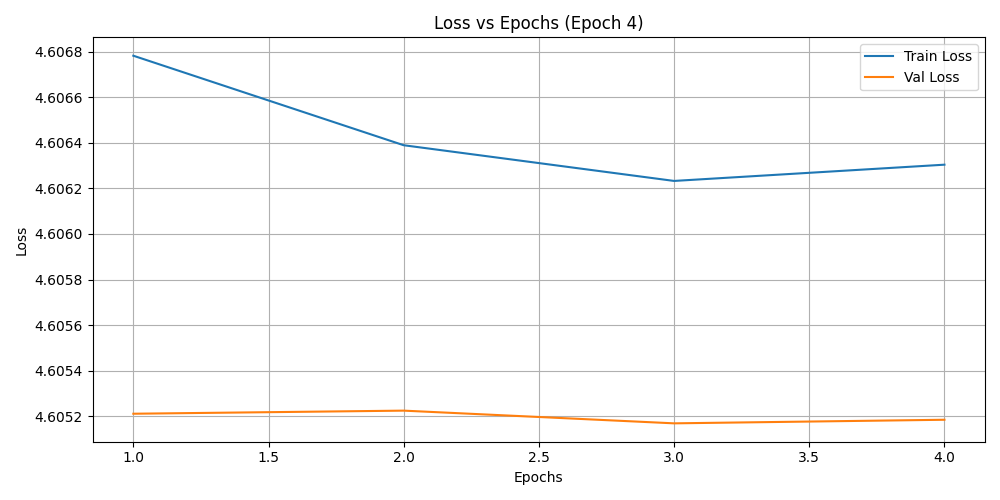 Loss vs Epochs (Epoch 4)
Train Loss
Val Loss
Loss
4.6068
4.6066
4.6064
4.6062
4.6060
4.6058
4.6056
4.6054
4.6052
1.0 1.5 2.0 2.5 3.0 3.5 4.0
Epochs